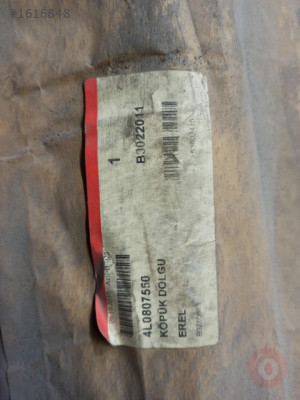 #1616848
1
B3022011
4L0807550
KÖPÜK DOLGU
EREL